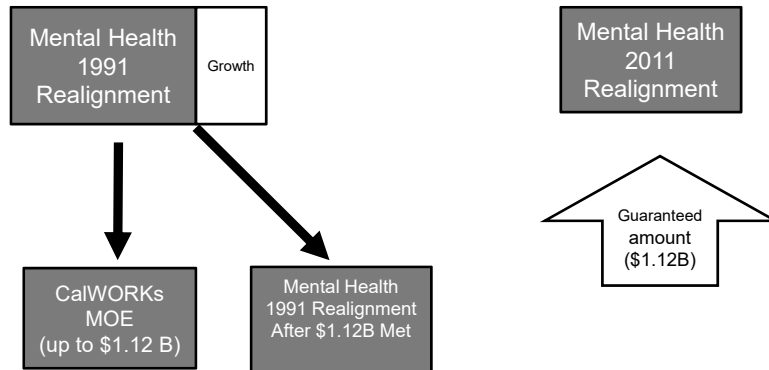 Mental Health
1991
Realignment
Growth
Mental Health
2011
Realignment
Guaranteed
amount
($1.12B)
CalWORKs
MOE
(up to $1.12 B)
Mental Health
1991 Realignment
After $1.12B Met